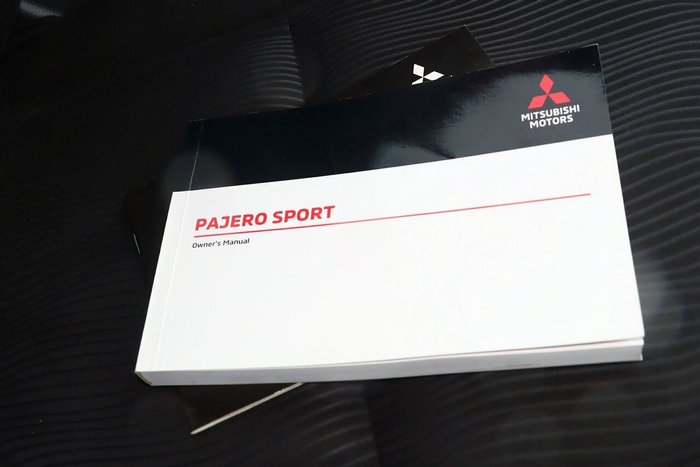 MITSUBISHI
MOTORS
PAJERO SPORT
Owner's Manual